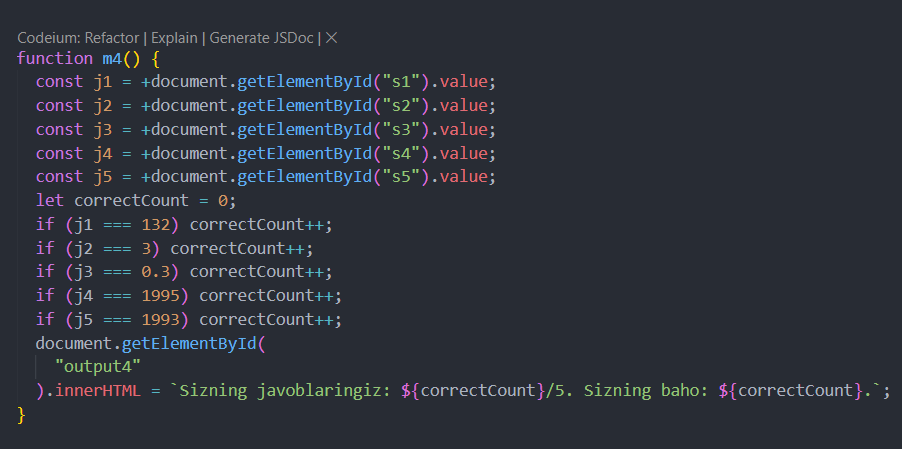 Codeium: Refactor | Explain | Generate JSDoc | ✕
function m4() {
  const j1 = +document.getElementById("s1").value;
  const j2 = +document.getElementById("s2").value;
  const j3 = +document.getElementById("s3").value;
  const j4 = +document.getElementById("s4").value;
  const j5 = +document.getElementById("s5").value;
  let correctCount = 0;
  if (j1 === 132) correctCount++;
  if (j2 === 3) correctCount++;
  if (j3 === 0.3) correctCount++;
  if (j4 === 1995) correctCount++;
  if (j5 === 1993) correctCount++;
  document.getElementById(
    "output4"
  ).innerHTML = `Sizning javoblaringiz: ${correctCount}/5. Sizning baho: ${correctCount}.`;
}